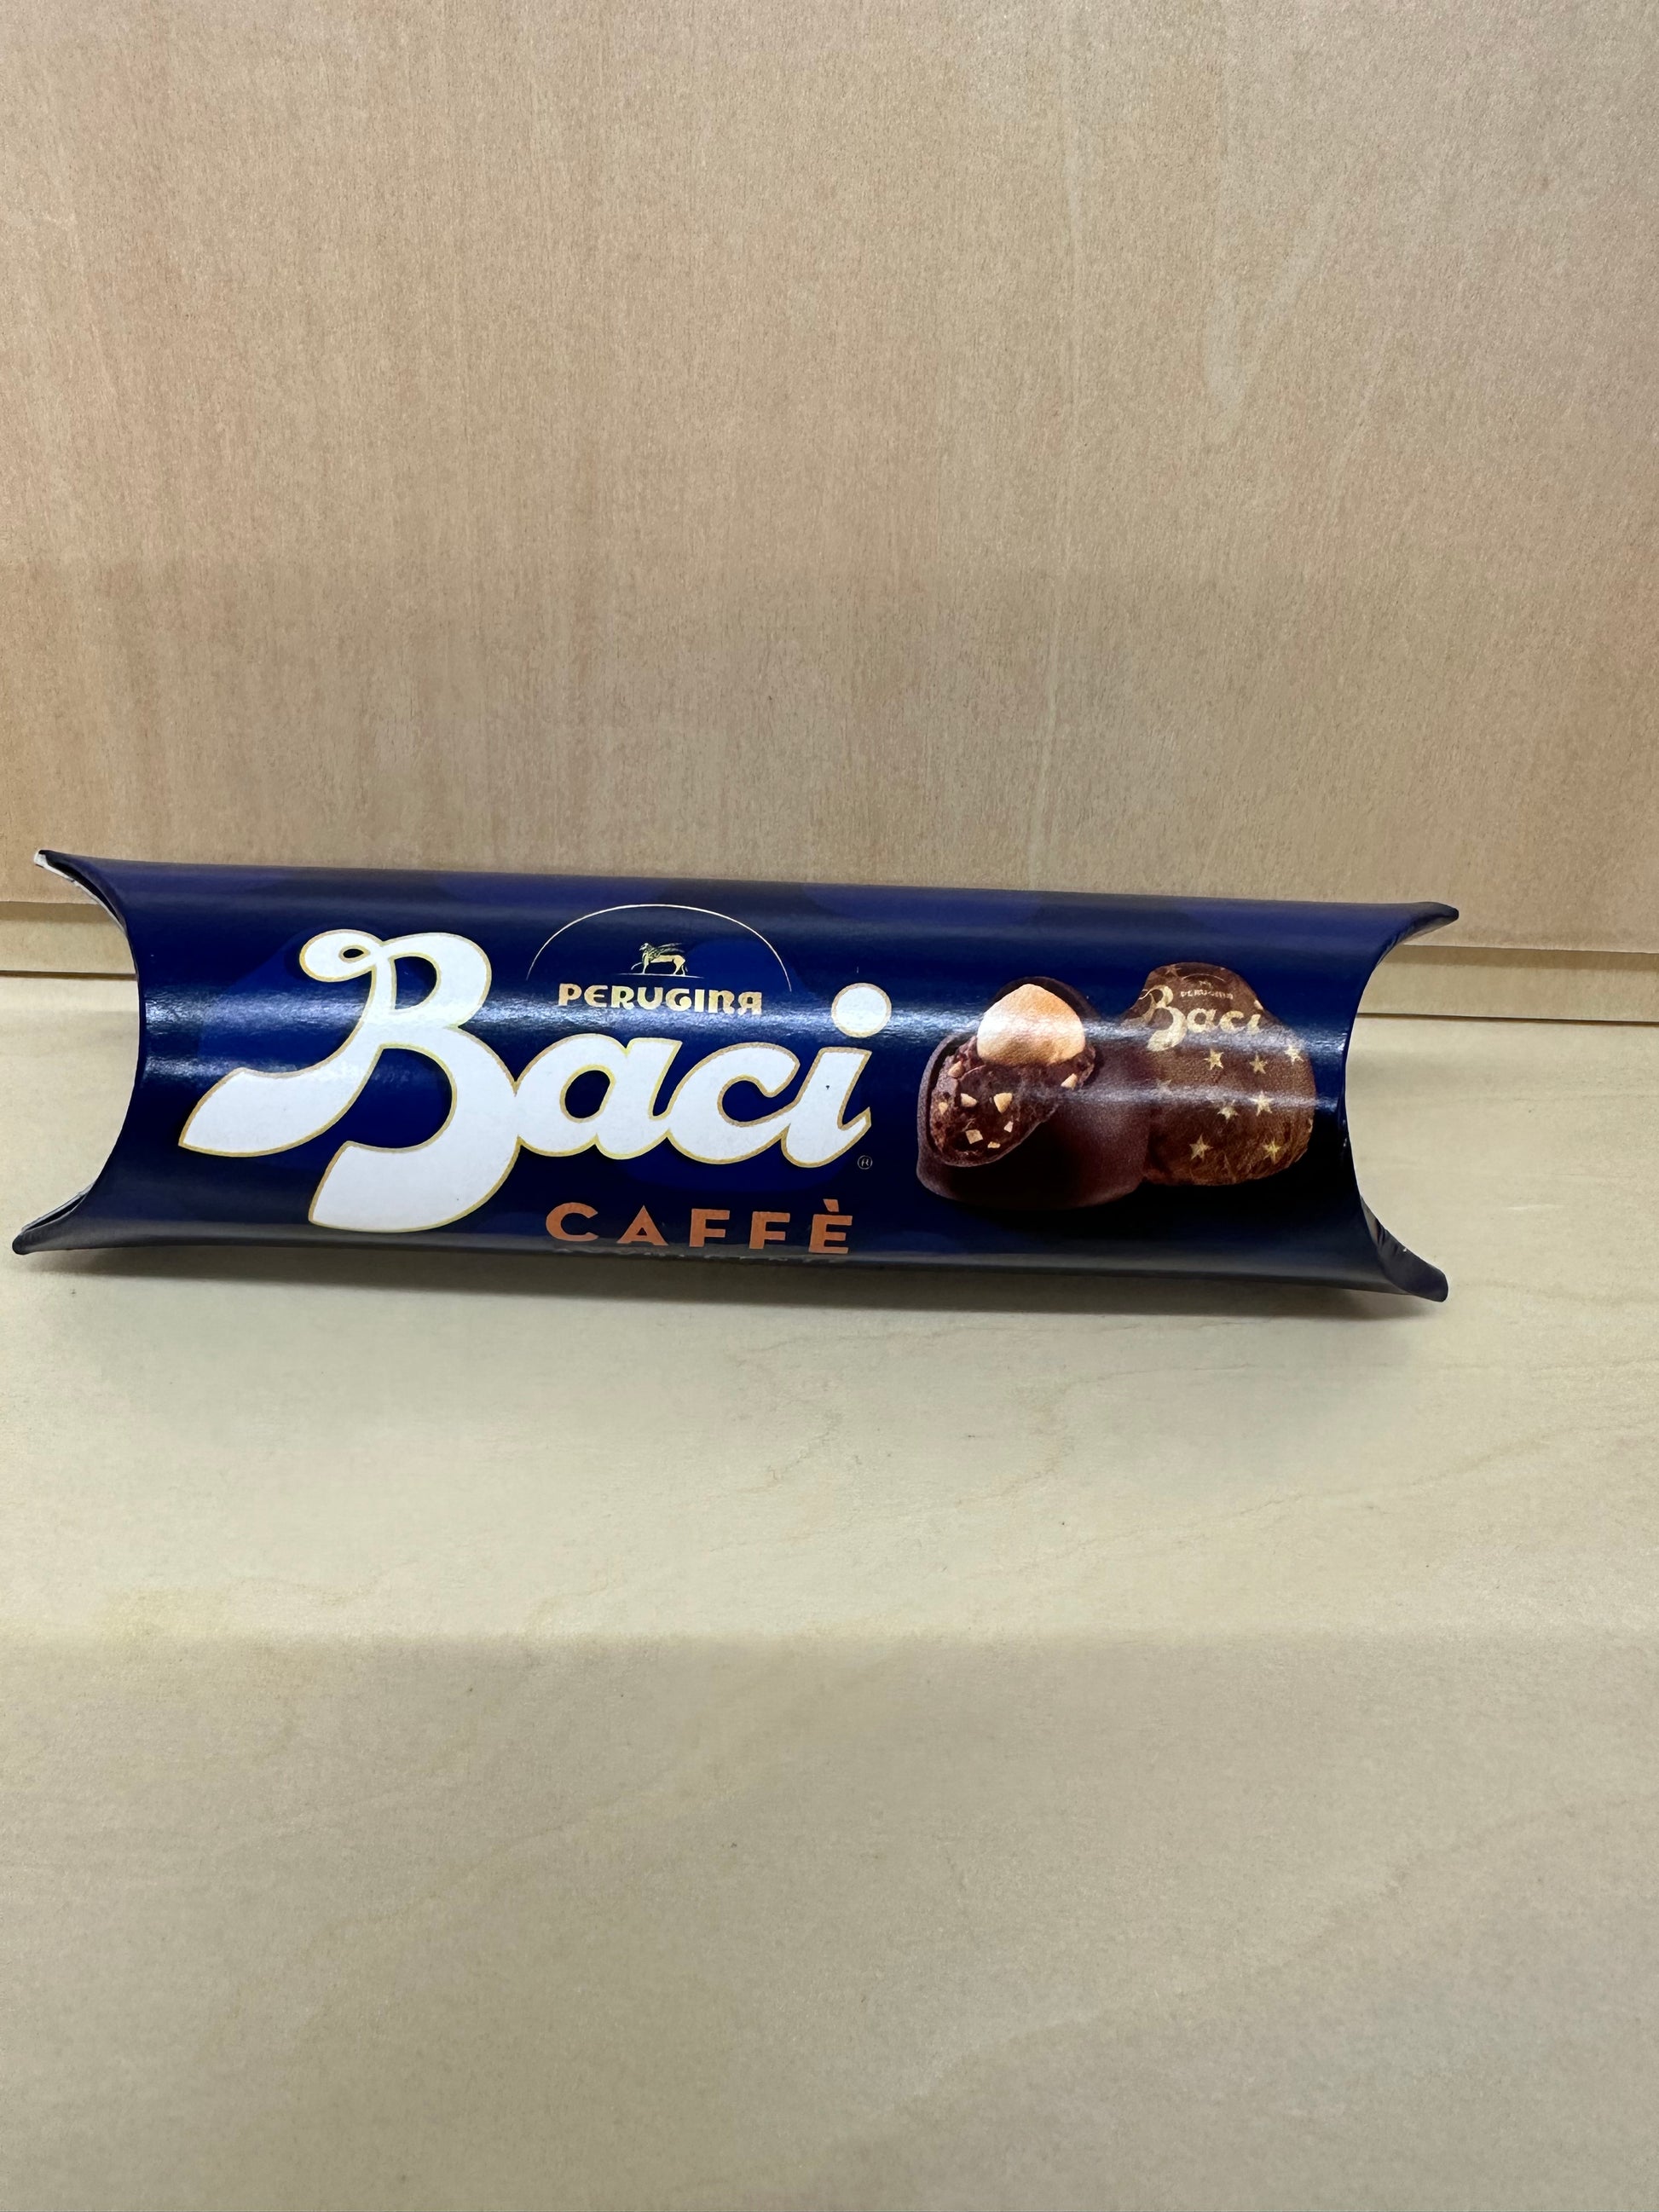 PERUGINA
Baci
®
CAFFÈ
PERUGINA
Baci